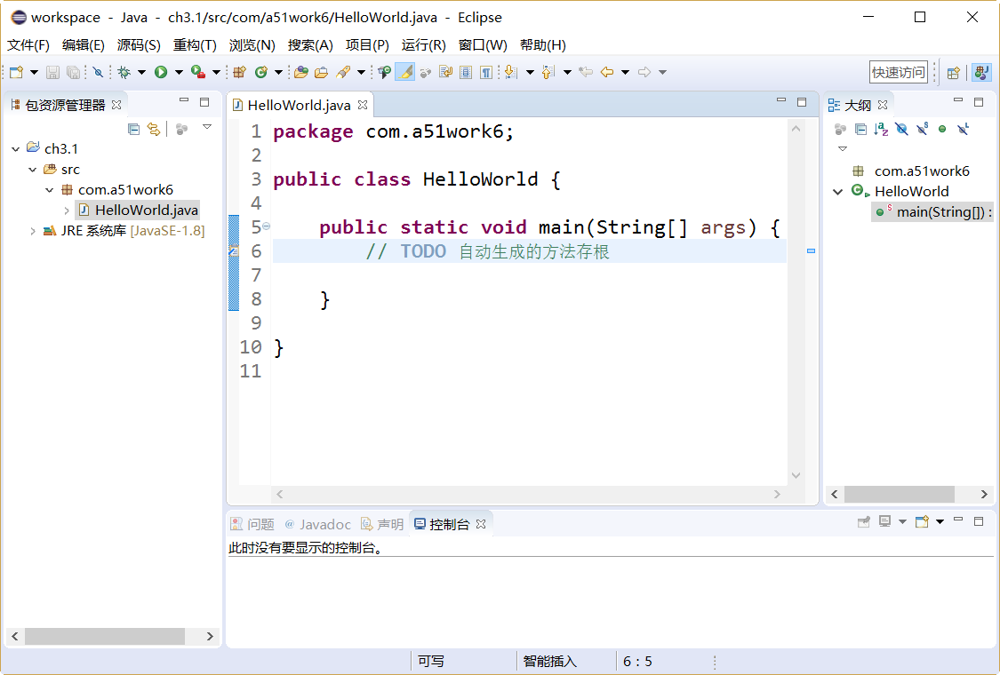 workspace - Java - ch3.1/src/com/a51work6/HelloWorld.java - Eclipse
文件(F) 编辑(E) 源码(S) 重构(T) 浏览(N) 搜索(A) 项目(P) 运行(R) 窗口(W) 帮助(H)
快速访问
包资源管理器
ch3.1
src
com.a51work6
HelloWorld.java
JRE 系统库 [JavaSE-1.8]
HelloWorld.java
1 package com.a51work6;
2
3 public class HelloWorld {
4
5     public static void main(String[] args) {
6         // TODO 自动生成的方法存根
7
8     }
9
10 }
11
大纲
com.a51work6
HelloWorld
main(String[]) :
问题 @ Javadoc 声明 控制台
此时没有要显示的控制台。
可写 智能插入 6 : 5